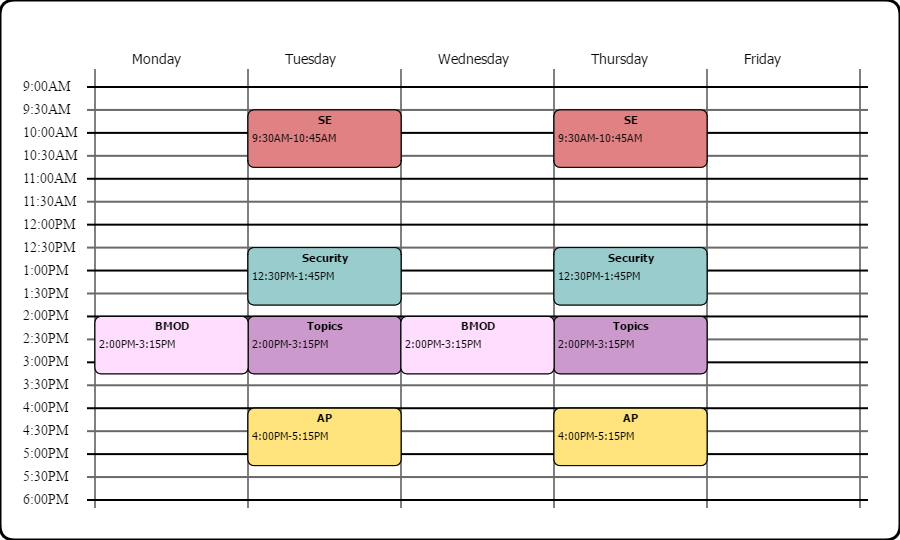 Monday Tuesday Wednesday Thursday Friday
9:00AM
9:30AM
SE SE
10:00AM
9:30AM-10:45AM 9:30AM-10:45AM
10:30AM
11:00AM
11:30AM
12:00PM
12:30PM
Security Security
1:00PM
12:30PM-1:45PM 12:30PM-1:45PM
1:30PM
2:00PM
BMOD Topics BMOD Topics
2:30PM
2:00PM-3:15PM 2:00PM-3:15PM 2:00PM-3:15PM 2:00PM-3:15PM
3:00PM
3:30PM
4:00PM
AP AP
4:30PM
4:00PM-5:15PM 4:00PM-5:15PM
5:00PM
5:30PM
6:00PM